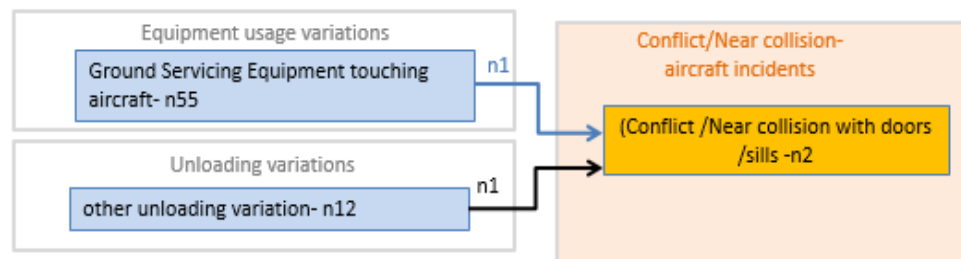 Equipment usage variations
Ground Servicing Equipment touching
aircraft- n55
n1
Conflict/Near collision-
aircraft incidents
(Conflict /Near collision with doors
/sills -n2
Unloading variations
other unloading variation- n12
n1